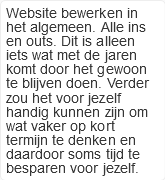 Website bewerken in
het algemeen. Alle ins
en outs. Dit is alleen
iets wat met de jaren
komt door het gewoon
te blijven doen. Verder
zou het voor jezelf
handig kunnen zijn om
wat vaker op kort
termijn te denken en
daardoor soms tijd te
besparen voor jezelf.